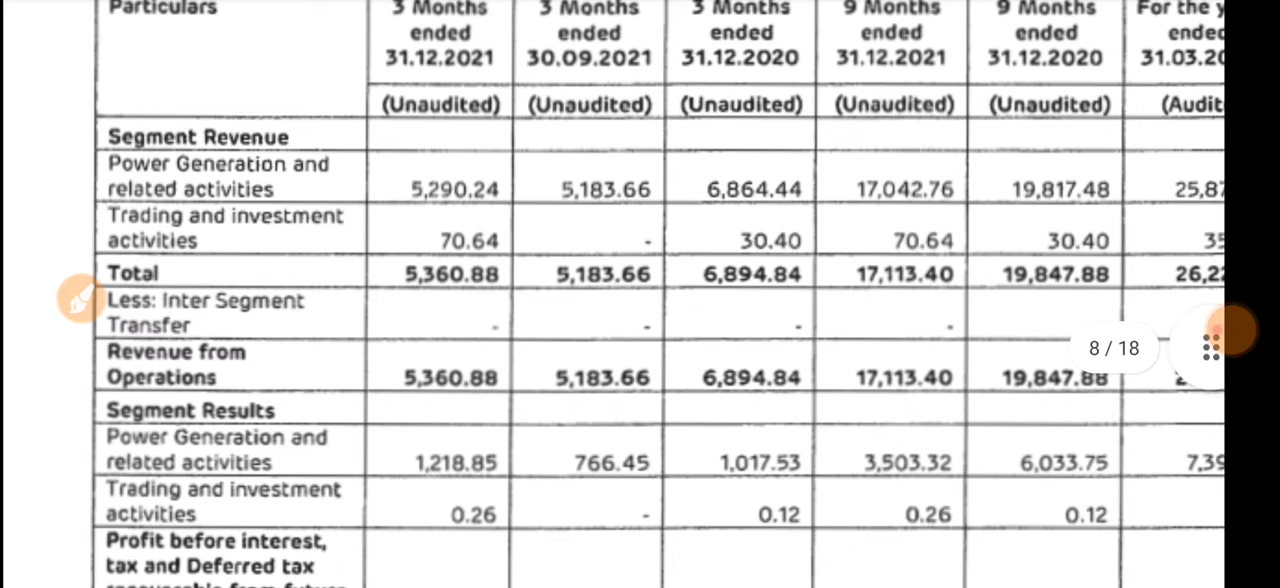 Particulars 3 Months 3 Months 3 Months 9 Months 9 Months For the y
ended ended ended ended ended ended
31.12.2021 30.09.2021 31.12.2020 31.12.2021 31.12.2020 31.03.20
(Unaudited) (Unaudited) (Unaudited) (Unaudited) (Unaudited) (Audit
Segment Revenue
Power Generation and
related activities 5,290.24 5,183.66 6,864.44 17,042.76 19,817.48 25,87
Trading and investment
activities 70.64 - 30.40 70.64 30.40 35
Total 5,360.88 5,183.66 6,894.84 17,113.40 19,847.88 26,22
Less: Inter Segment
Transfer - - - -
8 / 18
Revenue from
Operations 5,360.88 5,183.66 6,894.84 17,113.40 19,847.88
Segment Results
Power Generation and
related activities 1,218.85 766.45 1,017.53 3,503.32 6,033.75 7,39
Trading and investment
activities 0.26 - 0.12 0.26 0.12
Profit before interest,
tax and Deferred tax